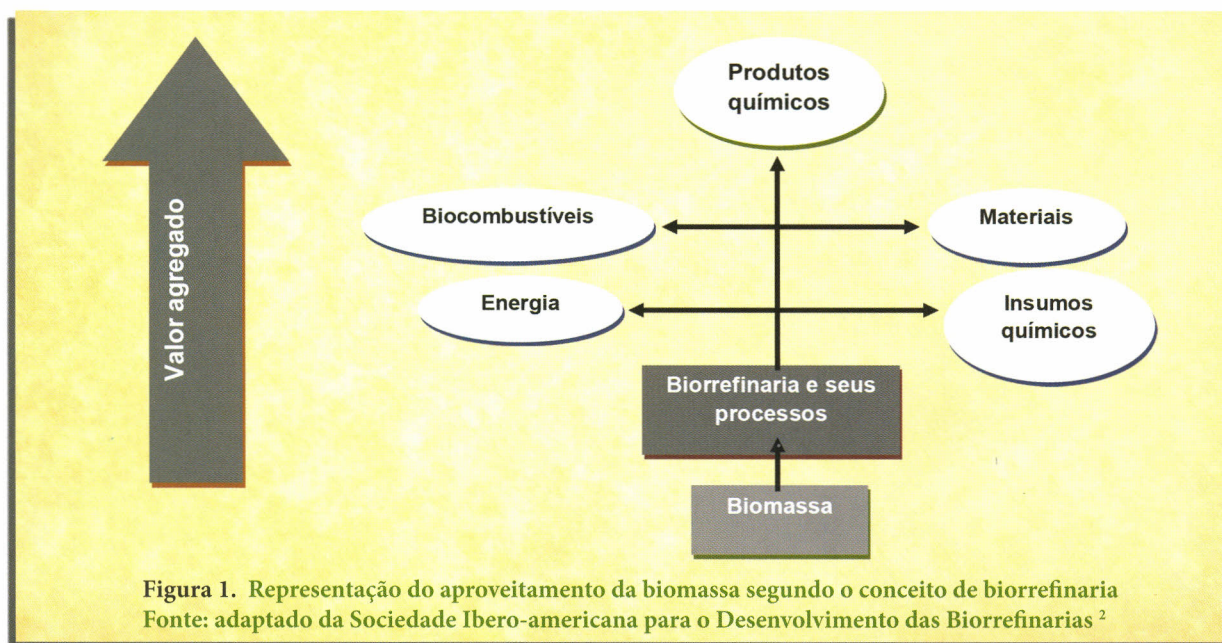 Produtos
químicos
Valor agregado
Biocombustíveis
Materiais
Energia
Insumos
químicos
Biorrefinaria e seus
processos
Biomassa
Figura 1. Representação do aproveitamento da biomassa segundo o conceito de biorrefinaria
Fonte: adaptado da Sociedade Ibero-americana para o Desenvolvimento das Biorrefinarias ²